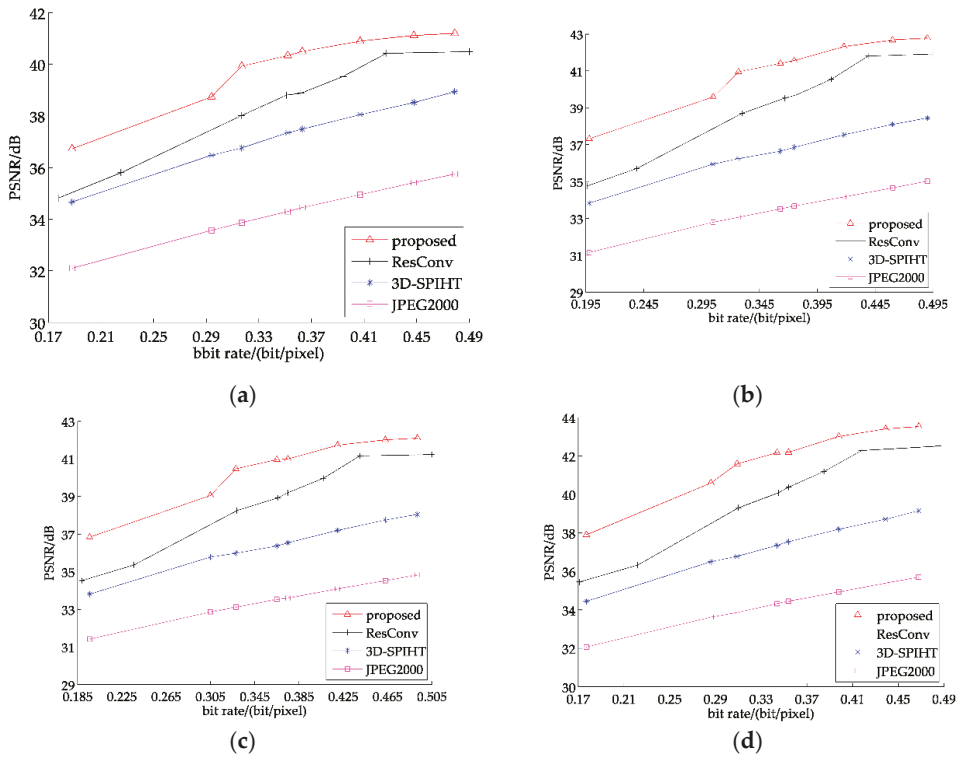 42
40
38
36
34
32
30
PSNR/dB
0.17 0.21 0.25 0.29 0.33 0.37 0.41 0.45 0.49
bbit rate/(bit/pixel)
proposed
ResConv
3D-SPIHT
JPEG2000
(a)
43
41
39
37
35
33
31
29
PSNR/dB
0.195 0.245 0.295 0.345 0.395 0.445 0.495
bit rate/(bit/pixel)
proposed
ResConv
3D-SPIHT
JPEG2000
(b)
43
41
39
37
35
33
31
29
PSNR/dB
0.185 0.225 0.265 0.305 0.345 0.385 0.425 0.465 0.505
bit rate/(bit/pixel)
proposed
ResConv
3D-SPIHT
JPEG2000
(c)
44
42
40
38
36
34
32
30
PSNR/dB
0.17 0.21 0.25 0.29 0.33 0.37 0.41 0.45 0.49
bit rate/(bit/pixel)
proposed
ResConv
3D-SPIHT
JPEG2000
(d)